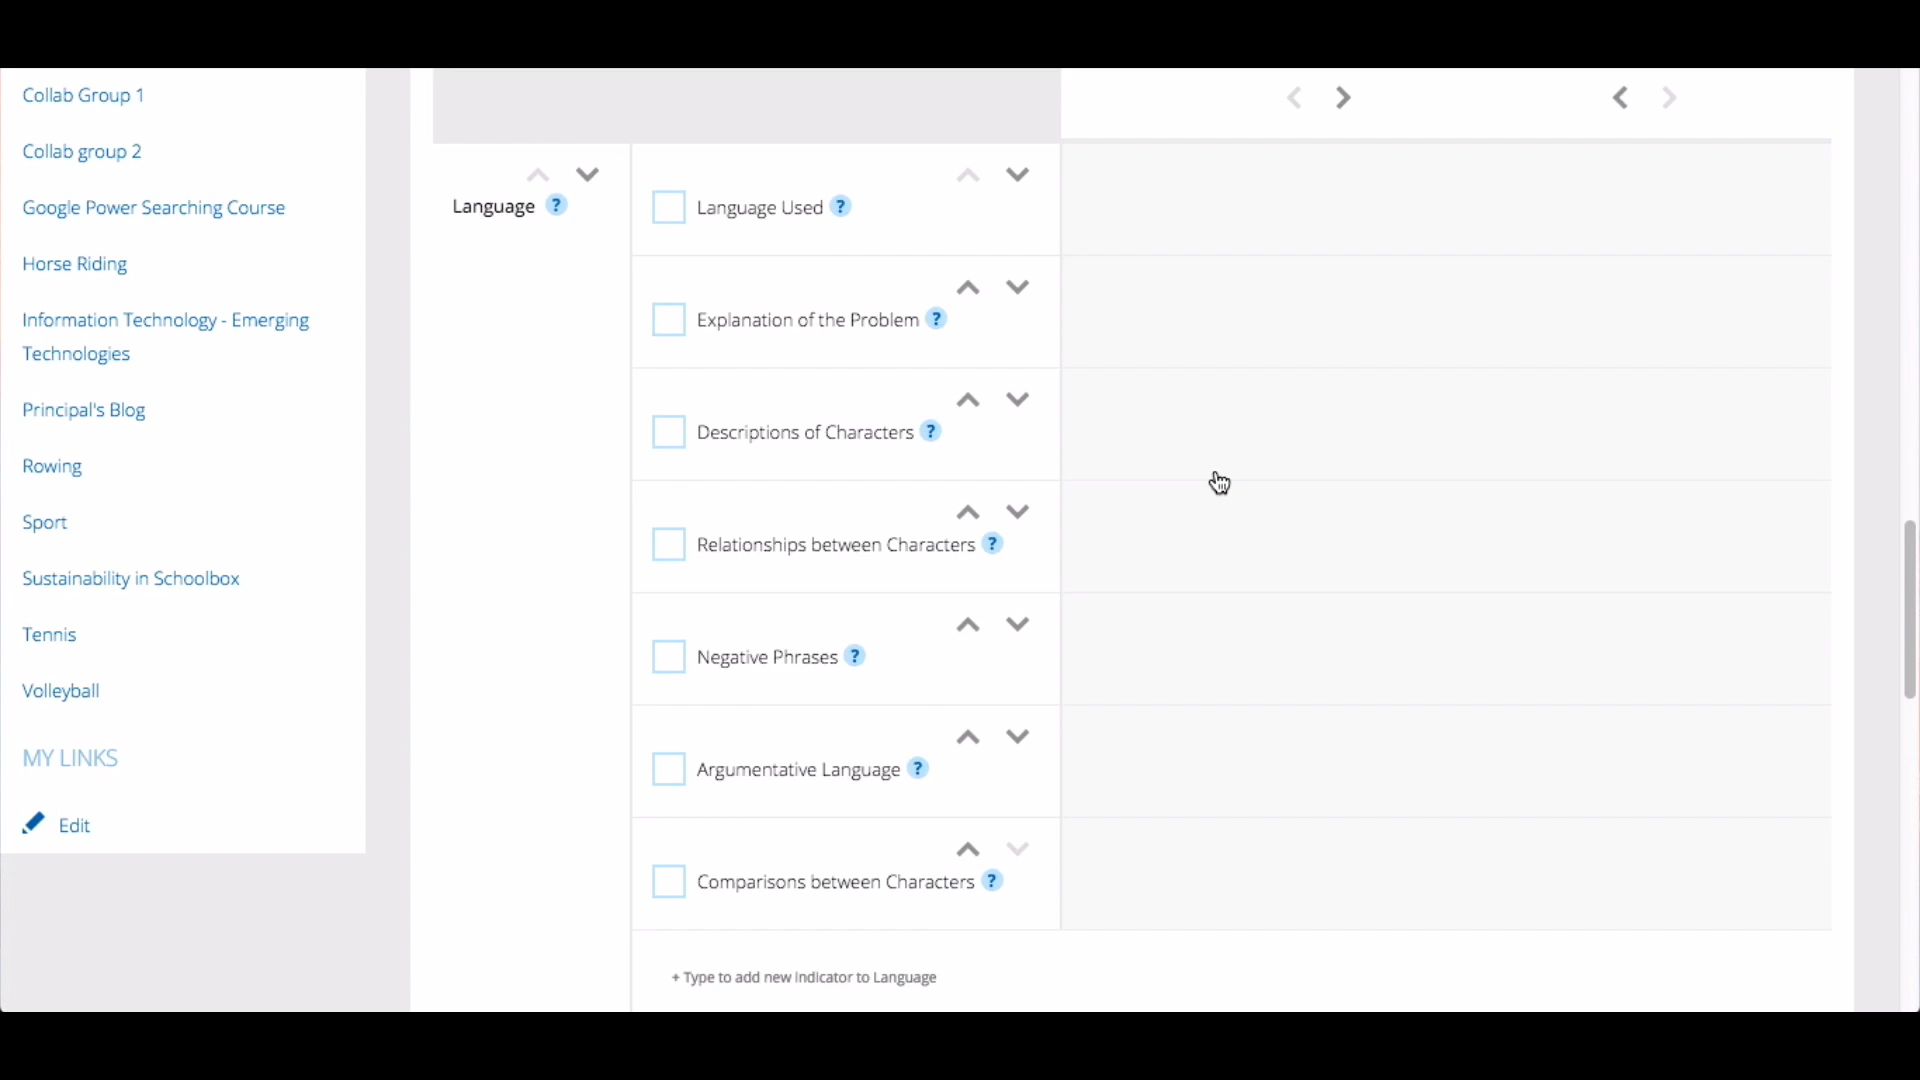 Collab Group 1
Collab group 2
Google Power Searching Course
Horse Riding
Information Technology - Emerging
Technologies
Principal's Blog
Rowing
Sport
Sustainability in Schoolbox
Tennis
Volleyball
MY LINKS
Edit
Language ?
Language Used ?
Explanation of the Problem ?
Descriptions of Characters ?
Relationships between Characters ?
Negative Phrases ?
Argumentative Language ?
Comparisons between Characters ?
+ Type to add new indicator to Language